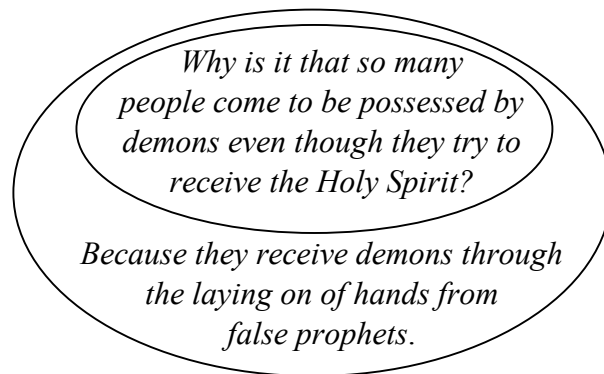 Why is it that so many
people come to be possessed by
demons even though they try to
receive the Holy Spirit?
Because they receive demons through
the laying on of hands from
false prophets.